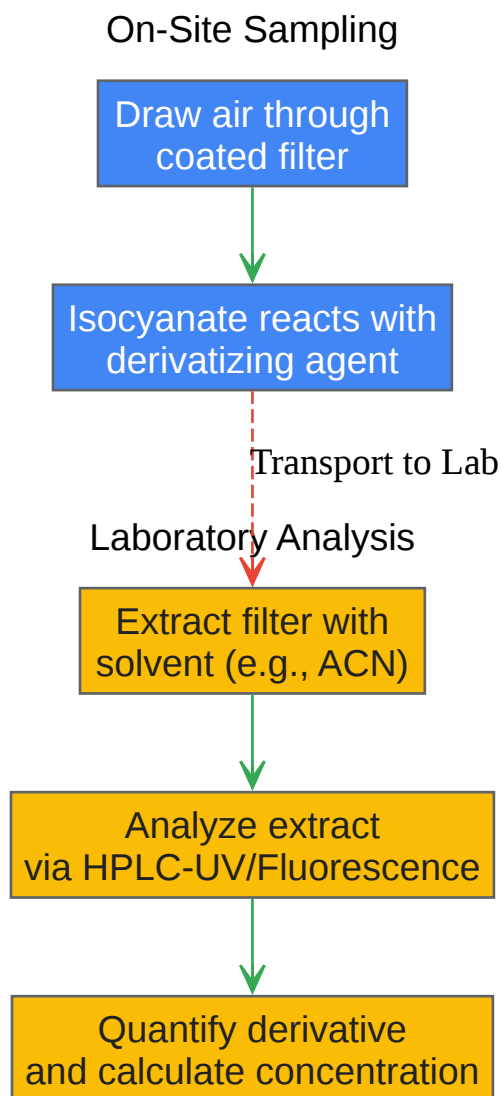 On-Site Sampling
Draw air through
coated filter
Isocyanate reacts with
derivatizing agent
Transport to Lab
Laboratory Analysis
Extract filter with
solvent (e.g., ACN)
Analyze extract
via HPLC-UV/Fluorescence
Quantify derivative
and calculate concentration